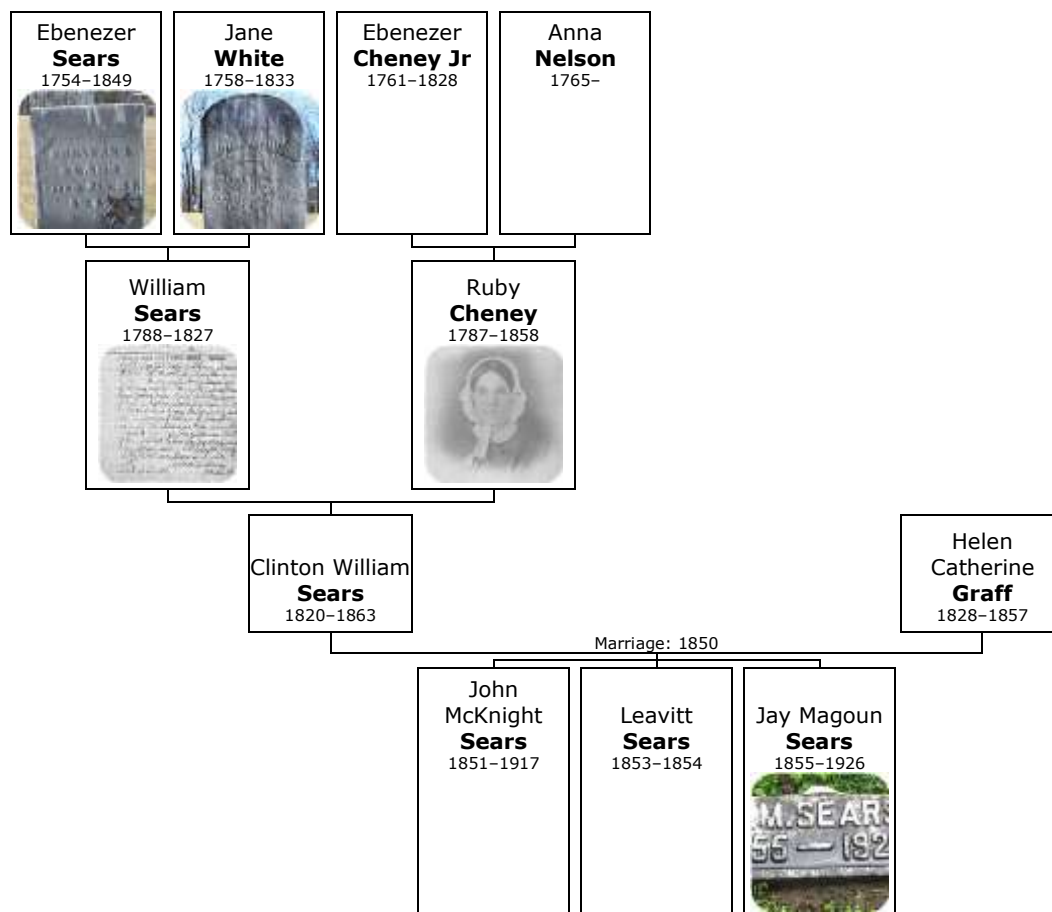 Ebenezer
Sears
1754–1849
Jane
White
1758–1833
Ebenezer
Cheney Jr
1761–1828
Anna
Nelson
1765–
William
Sears
1788–1827
Ruby
Cheney
1787–1858
Clinton William
Sears
1820–1863
Helen
Catherine
Graff
1828–1857
Marriage: 1850
John
McKnight
Sears
1851–1917
Leavitt
Sears
1853–1854
Jay Magoun
Sears
1855–1926
M.SEARS
55 — 192